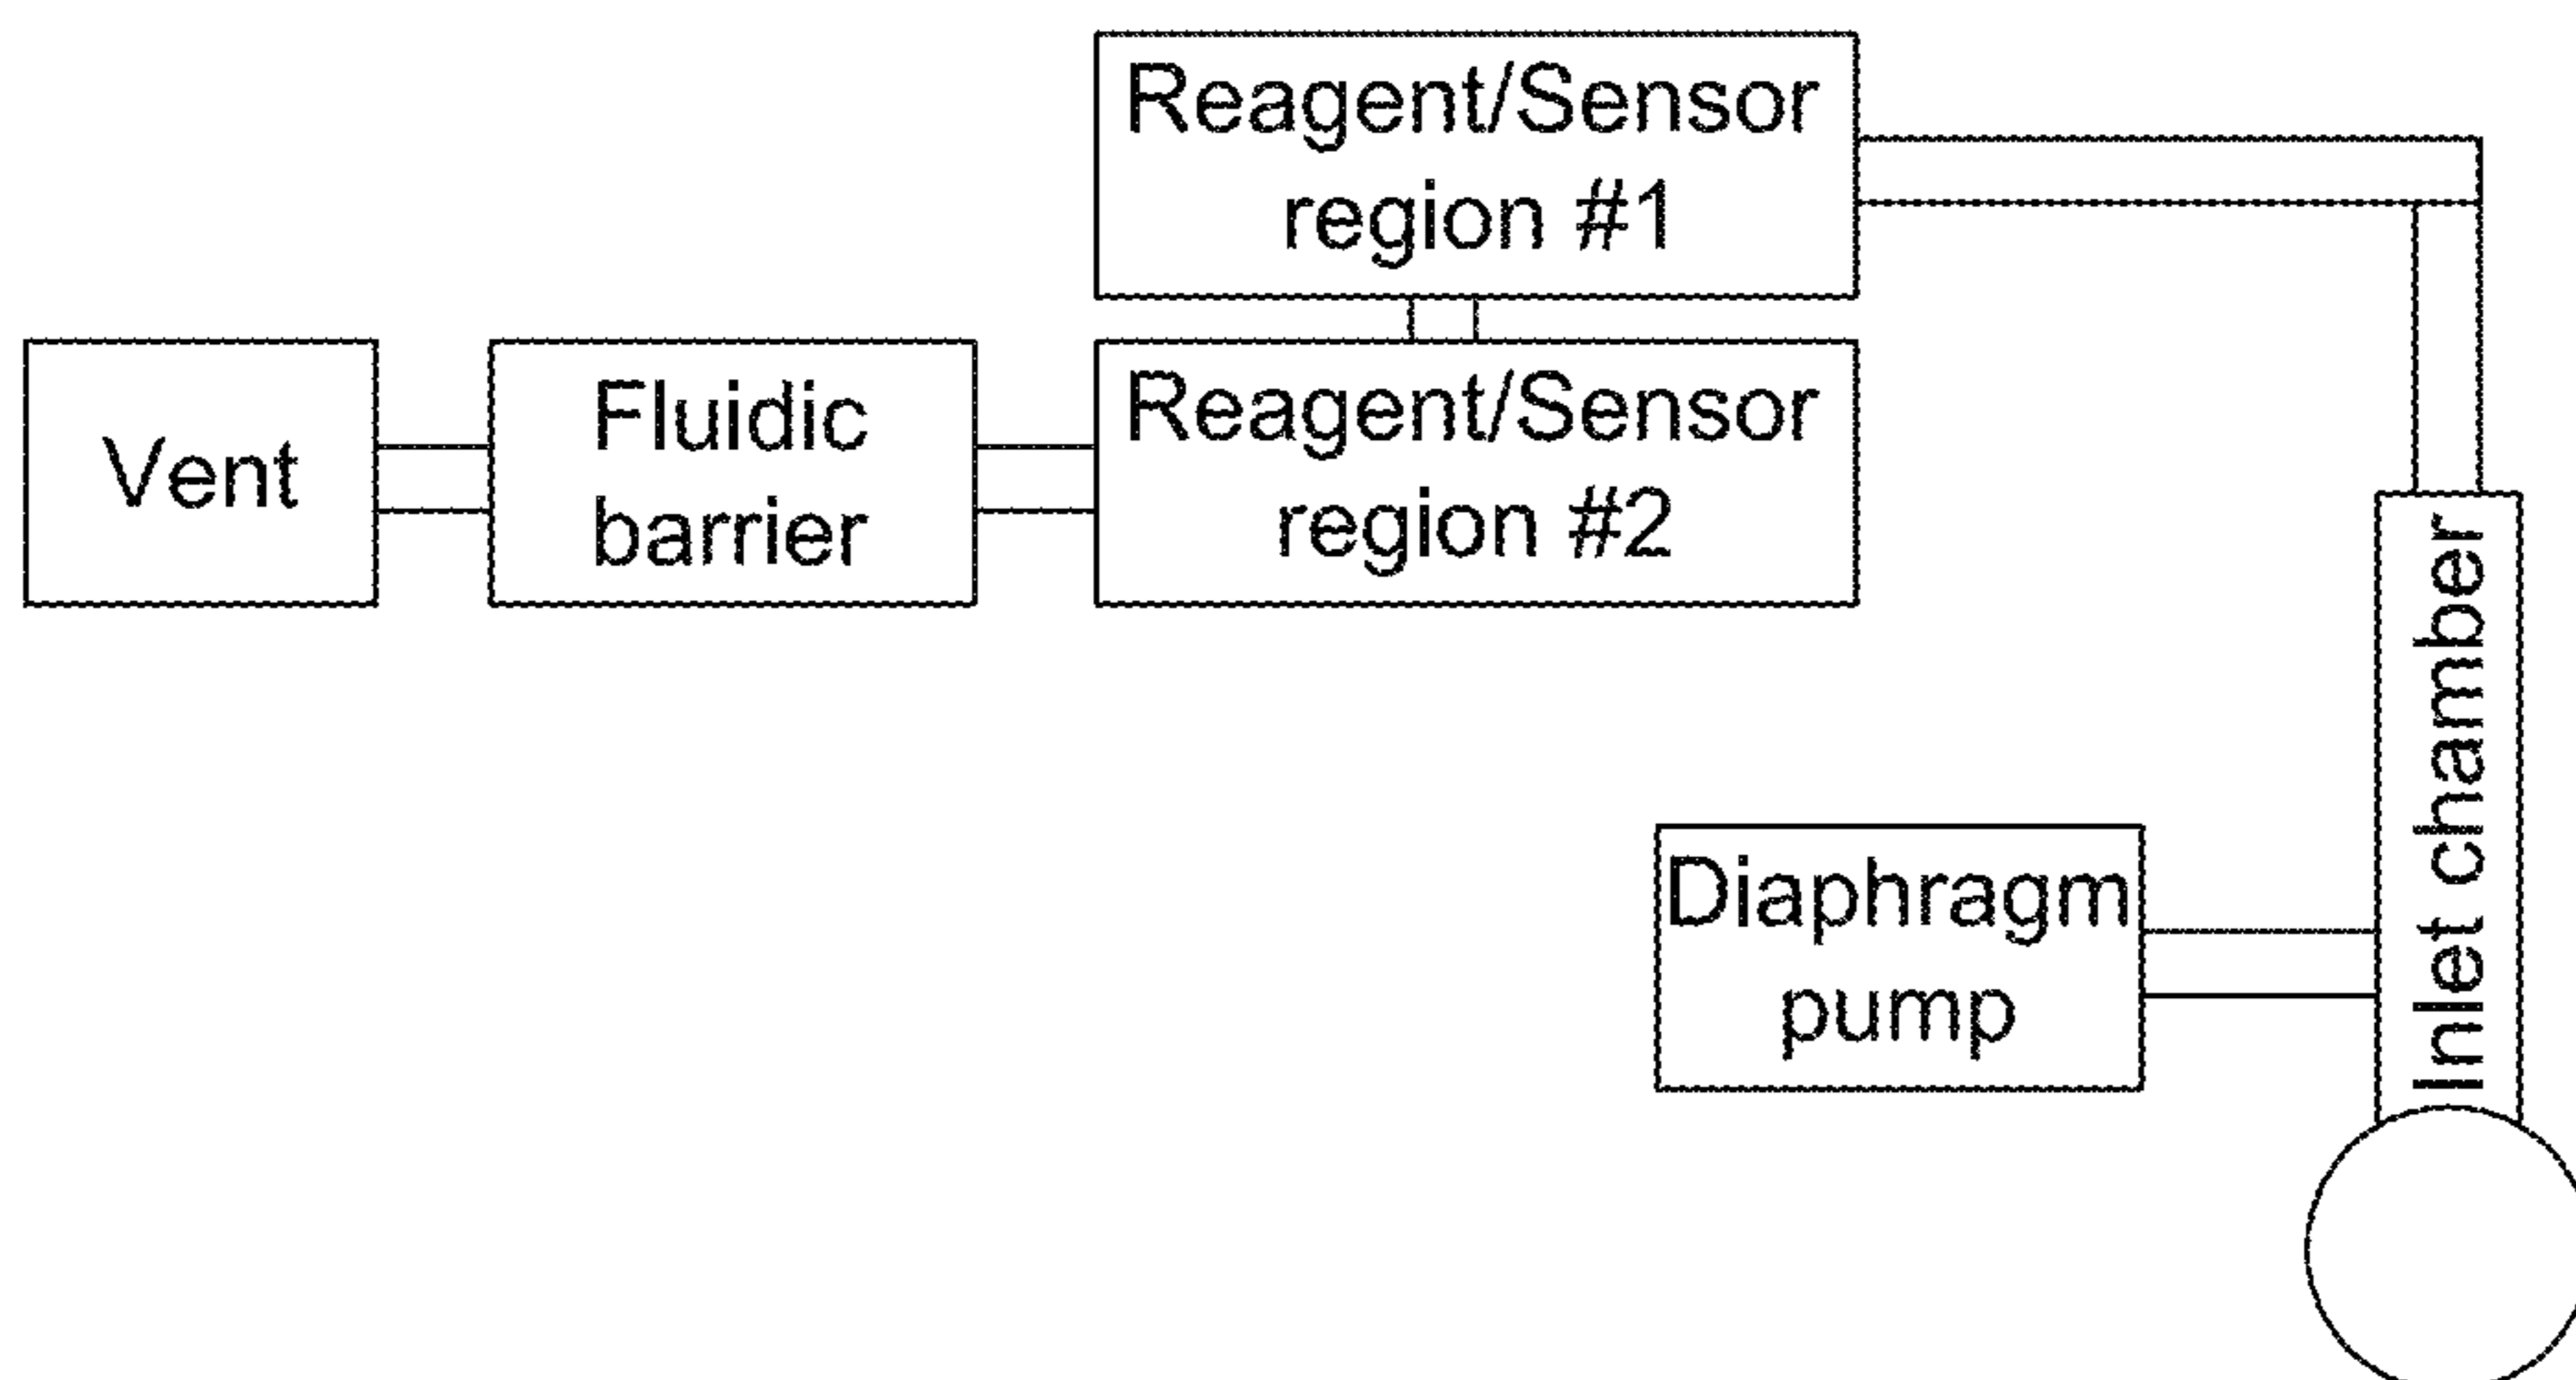 Reagent/Sensor
region #1
Vent
Fluidic
barrier
Reagent/Sensor
region #2
Inlet chamber
Diaphragm
pump